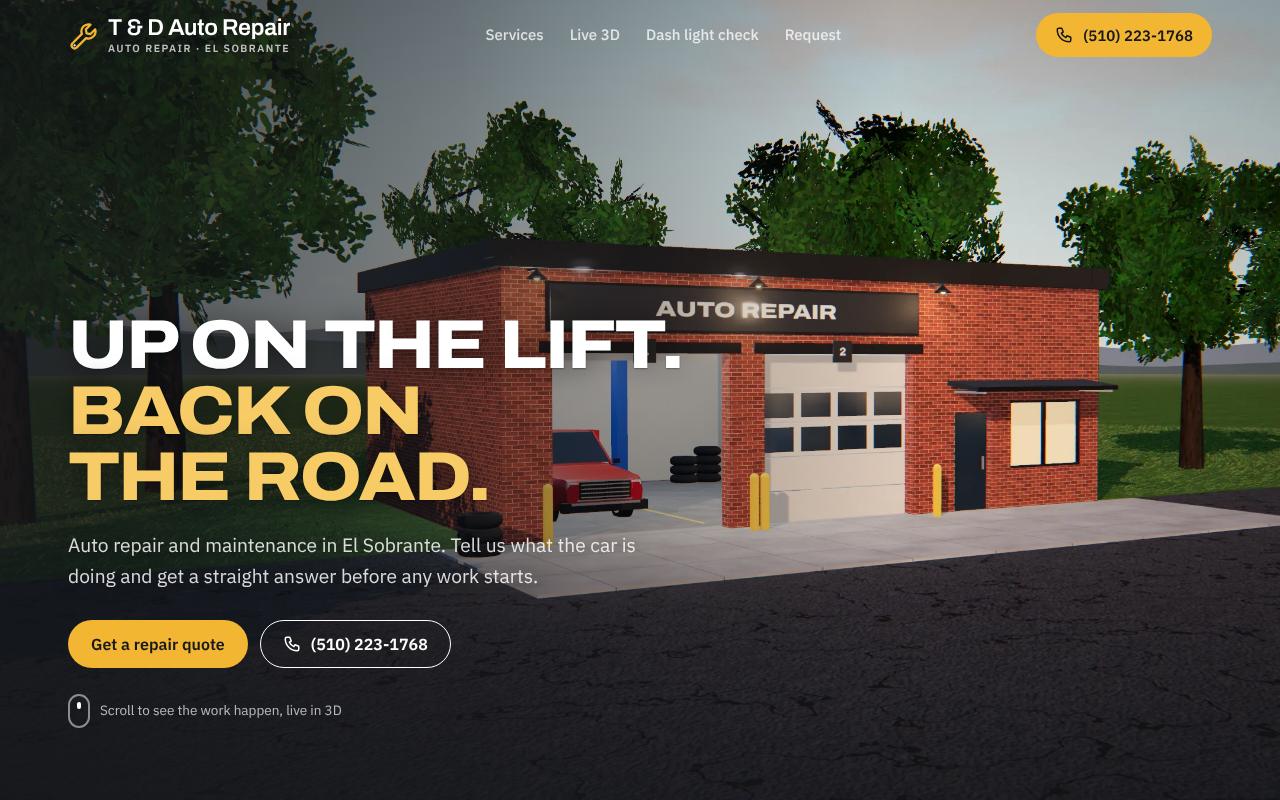 T & D Auto Repair
AUTO REPAIR · EL SOBRANTE
Services
Live 3D
Dash light check
Request
(510) 223-1768
AUTO REPAIR
2
UP ON THE LIFT.
BACK ON
THE ROAD.
Auto repair and maintenance in El Sobrante. Tell us what the car is
doing and get a straight answer before any work starts.
Get a repair quote
(510) 223-1768
Scroll to see the work happen, live in 3D